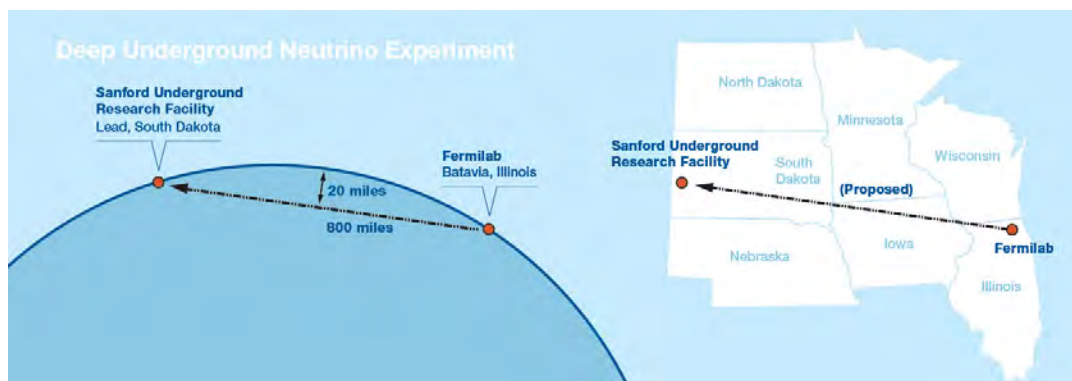 Deep Underground Neutrino Experiment
Sanford Underground
Research Facility
Lead, South Dakota
Fermilab
Batavia, Illinois
20 miles
800 miles
North Dakota
Minnesota
Sanford Underground
Research Facility
South
Dakota
Wisconsin
(Proposed)
Nebraska
Iowa
Fermilab
Illinois